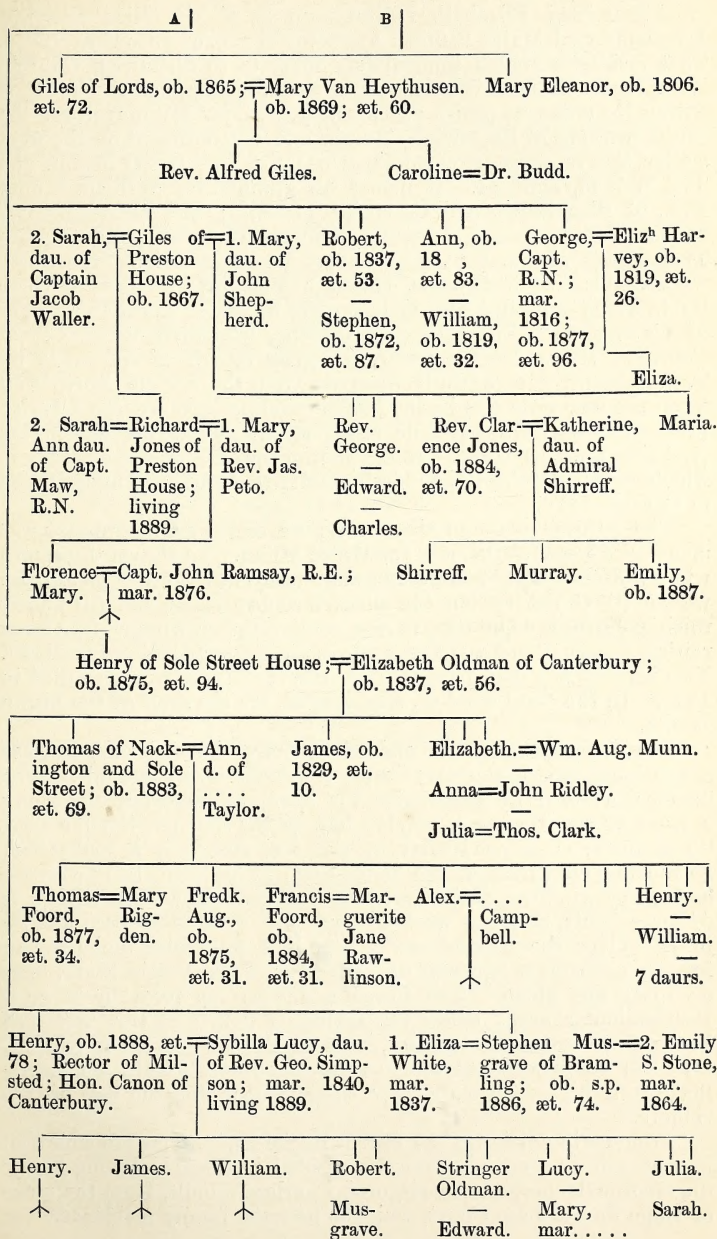 A B
Giles of Lords, ob. 1865;=Mary Van Heythusen. Mary Eleanor, ob. 1806.
æt. 72. ob. 1869; æt. 60.
Rev. Alfred Giles. Caroline=Dr. Budd.
2. Sarah,
dau. of
Captain
Jacob
Waller.
=Giles of
Preston
House;
ob. 1867.
=1. Mary,
dau. of
John
Shep-
herd.
Robert,
ob. 1837,
æt. 53.
—
Stephen,
ob. 1872,
æt. 87.
Ann, ob.
18 ,
æt. 83.
—
William,
ob. 1819,
æt. 32.
George,
Capt.
R.N.;
mar.
1816;
ob. 1877,
æt. 96.
=Elizʰ Har-
vey, ob.
1819, æt.
26.
Eliza.
2. Sarah
Ann dau.
of Capt.
Maw,
R.N.
=Richard
Jones of
Preston
House;
living
1889.
=1. Mary,
dau. of
Rev. Jas.
Peto.
Rev.
George.
—
Edward.
—
Charles.
Rev. Clar-
ence Jones,
ob. 1884,
æt. 70.
=Katherine,
dau. of
Admiral
Shirreff.
Maria.
Florence=Capt. John Ramsay, R.E.;
Mary. mar. 1876.
Shirreff. Murray. Emily,
ob. 1887.
Henry of Sole Street House;=Elizabeth Oldman of Canterbury;
ob. 1875, æt. 94. ob. 1837, æt. 56.
Thomas of Nack-
ington and Sole
Street; ob. 1883,
æt. 69.
=Ann,
d. of
. . . .
Taylor.
James, ob.
1829, æt.
10.
Elizabeth.=Wm. Aug. Munn.
—
Anna=John Ridley.
—
Julia=Thos. Clark.
Thomas
Foord,
ob. 1877,
æt. 34.
=Mary
Rig-
den.
Fredk.
Aug.,
ob.
1875,
æt. 31.
Francis
Foord,
ob.
1884,
æt. 31.
=Mar-
guerite
Jane
Raw-
linson.
Alex.=. . . .
Camp-
bell.
Henry.
—
William.
—
7 daurs.
Henry, ob. 1888, æt.
78; Rector of Mil-
sted; Hon. Canon of
Canterbury.
=Sybilla Lucy, dau.
of Rev. Geo. Simp-
son; mar. 1840,
living 1889.
1. Eliza
White,
mar.
1837.
=Stephen Mus-
grave of Bram-
ling; ob. s.p.
1886, æt. 74.
=2. Emily
S. Stone,
mar.
1864.
Henry.
James.
William.
Robert.
—
Mus-
grave.
Stringer
Oldman.
—
Edward.
Lucy.
—
Mary,
mar. . . . .
Julia.
—
Sarah.